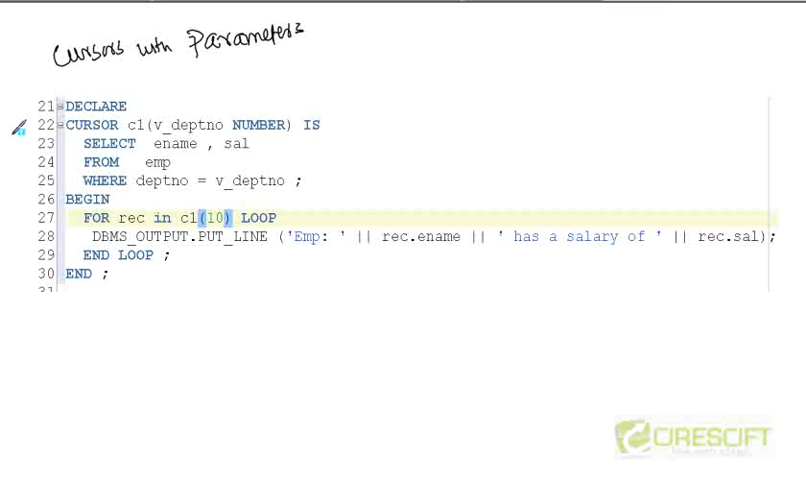 Cursors with Parameters
21 DECLARE
22 CURSOR c1(v_deptno NUMBER) IS
23 SELECT ename , sal
24 FROM emp
25 WHERE deptno = v_deptno ;
26 BEGIN
27 FOR rec in c1(10) LOOP
28 DBMS_OUTPUT.PUT_LINE ('Emp: ' || rec.ename || ' has a salary of ' || rec.sal);
29 END LOOP ;
30 END ;
31